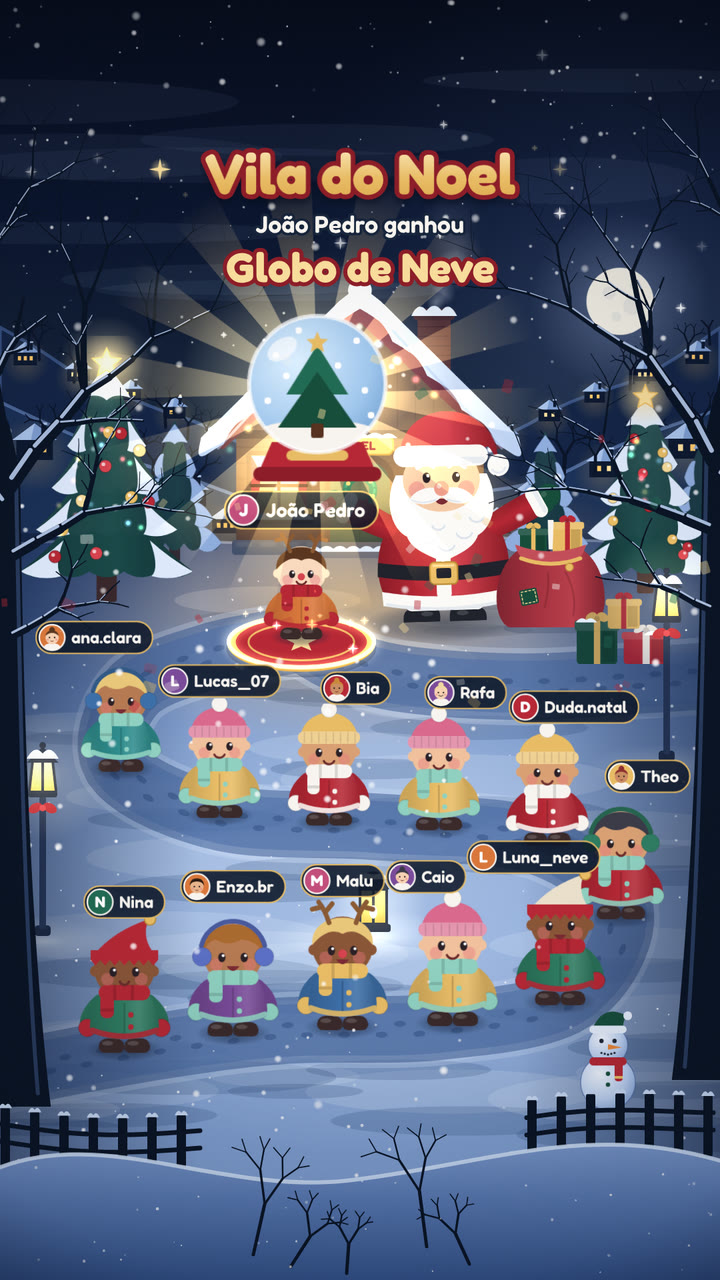 Vila do Noel
João Pedro ganhou
Globo de Neve
J João Pedro
ana.clara
L Lucas_07
Bia
Rafa
D Duda.natal
Theo
L Luna_neve
N Nina
Enzo.br
M Malu
Caio